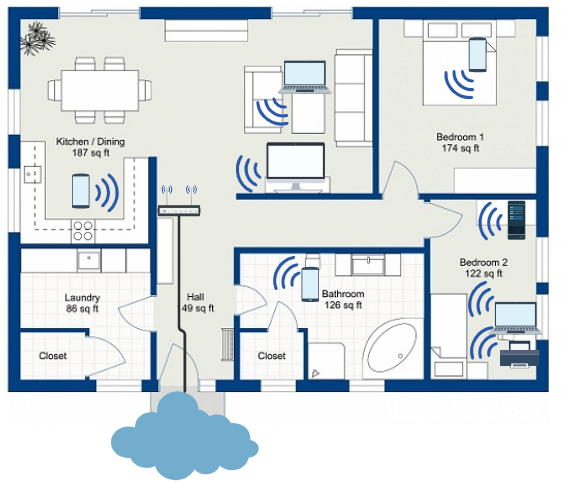 Kitchen / Dining
187 sq ft
Bedroom 1
174 sq ft
Bedroom 2
122 sq ft
Laundry
86 sq ft
Hall
49 sq ft
Bathroom
126 sq ft
Closet
Closet